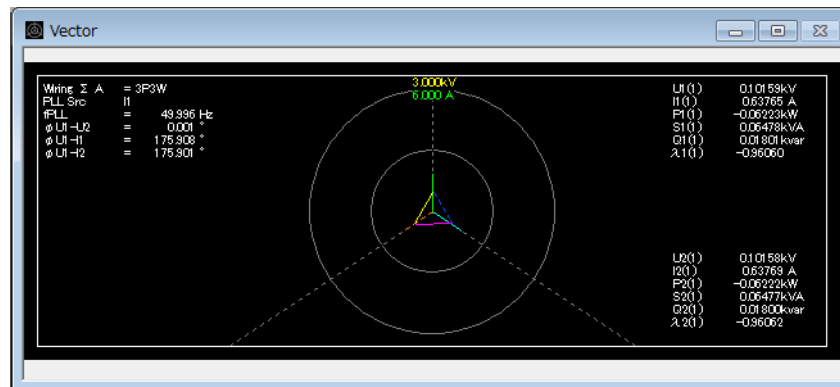 Vector
Wiring Σ A = 3P3W
PLL Src I1
fPLL = 49.996 Hz
φU1-U2 = 0.001 °
φU1-I1 = 175.908 °
φU1-I2 = 175.901 °
3.000kV
6.000 A
U1(1) 0.10159kV
I1(1) 0.63765 A
P1(1) -0.06223kW
S1(1) 0.06478kVA
Q1(1) 0.01801kvar
λ1(1) -0.96060
U2(1) 0.10158kV
I2(1) 0.63769 A
P2(1) -0.06222kW
S2(1) 0.06477kVA
Q2(1) 0.01800kvar
λ2(1) -0.96062